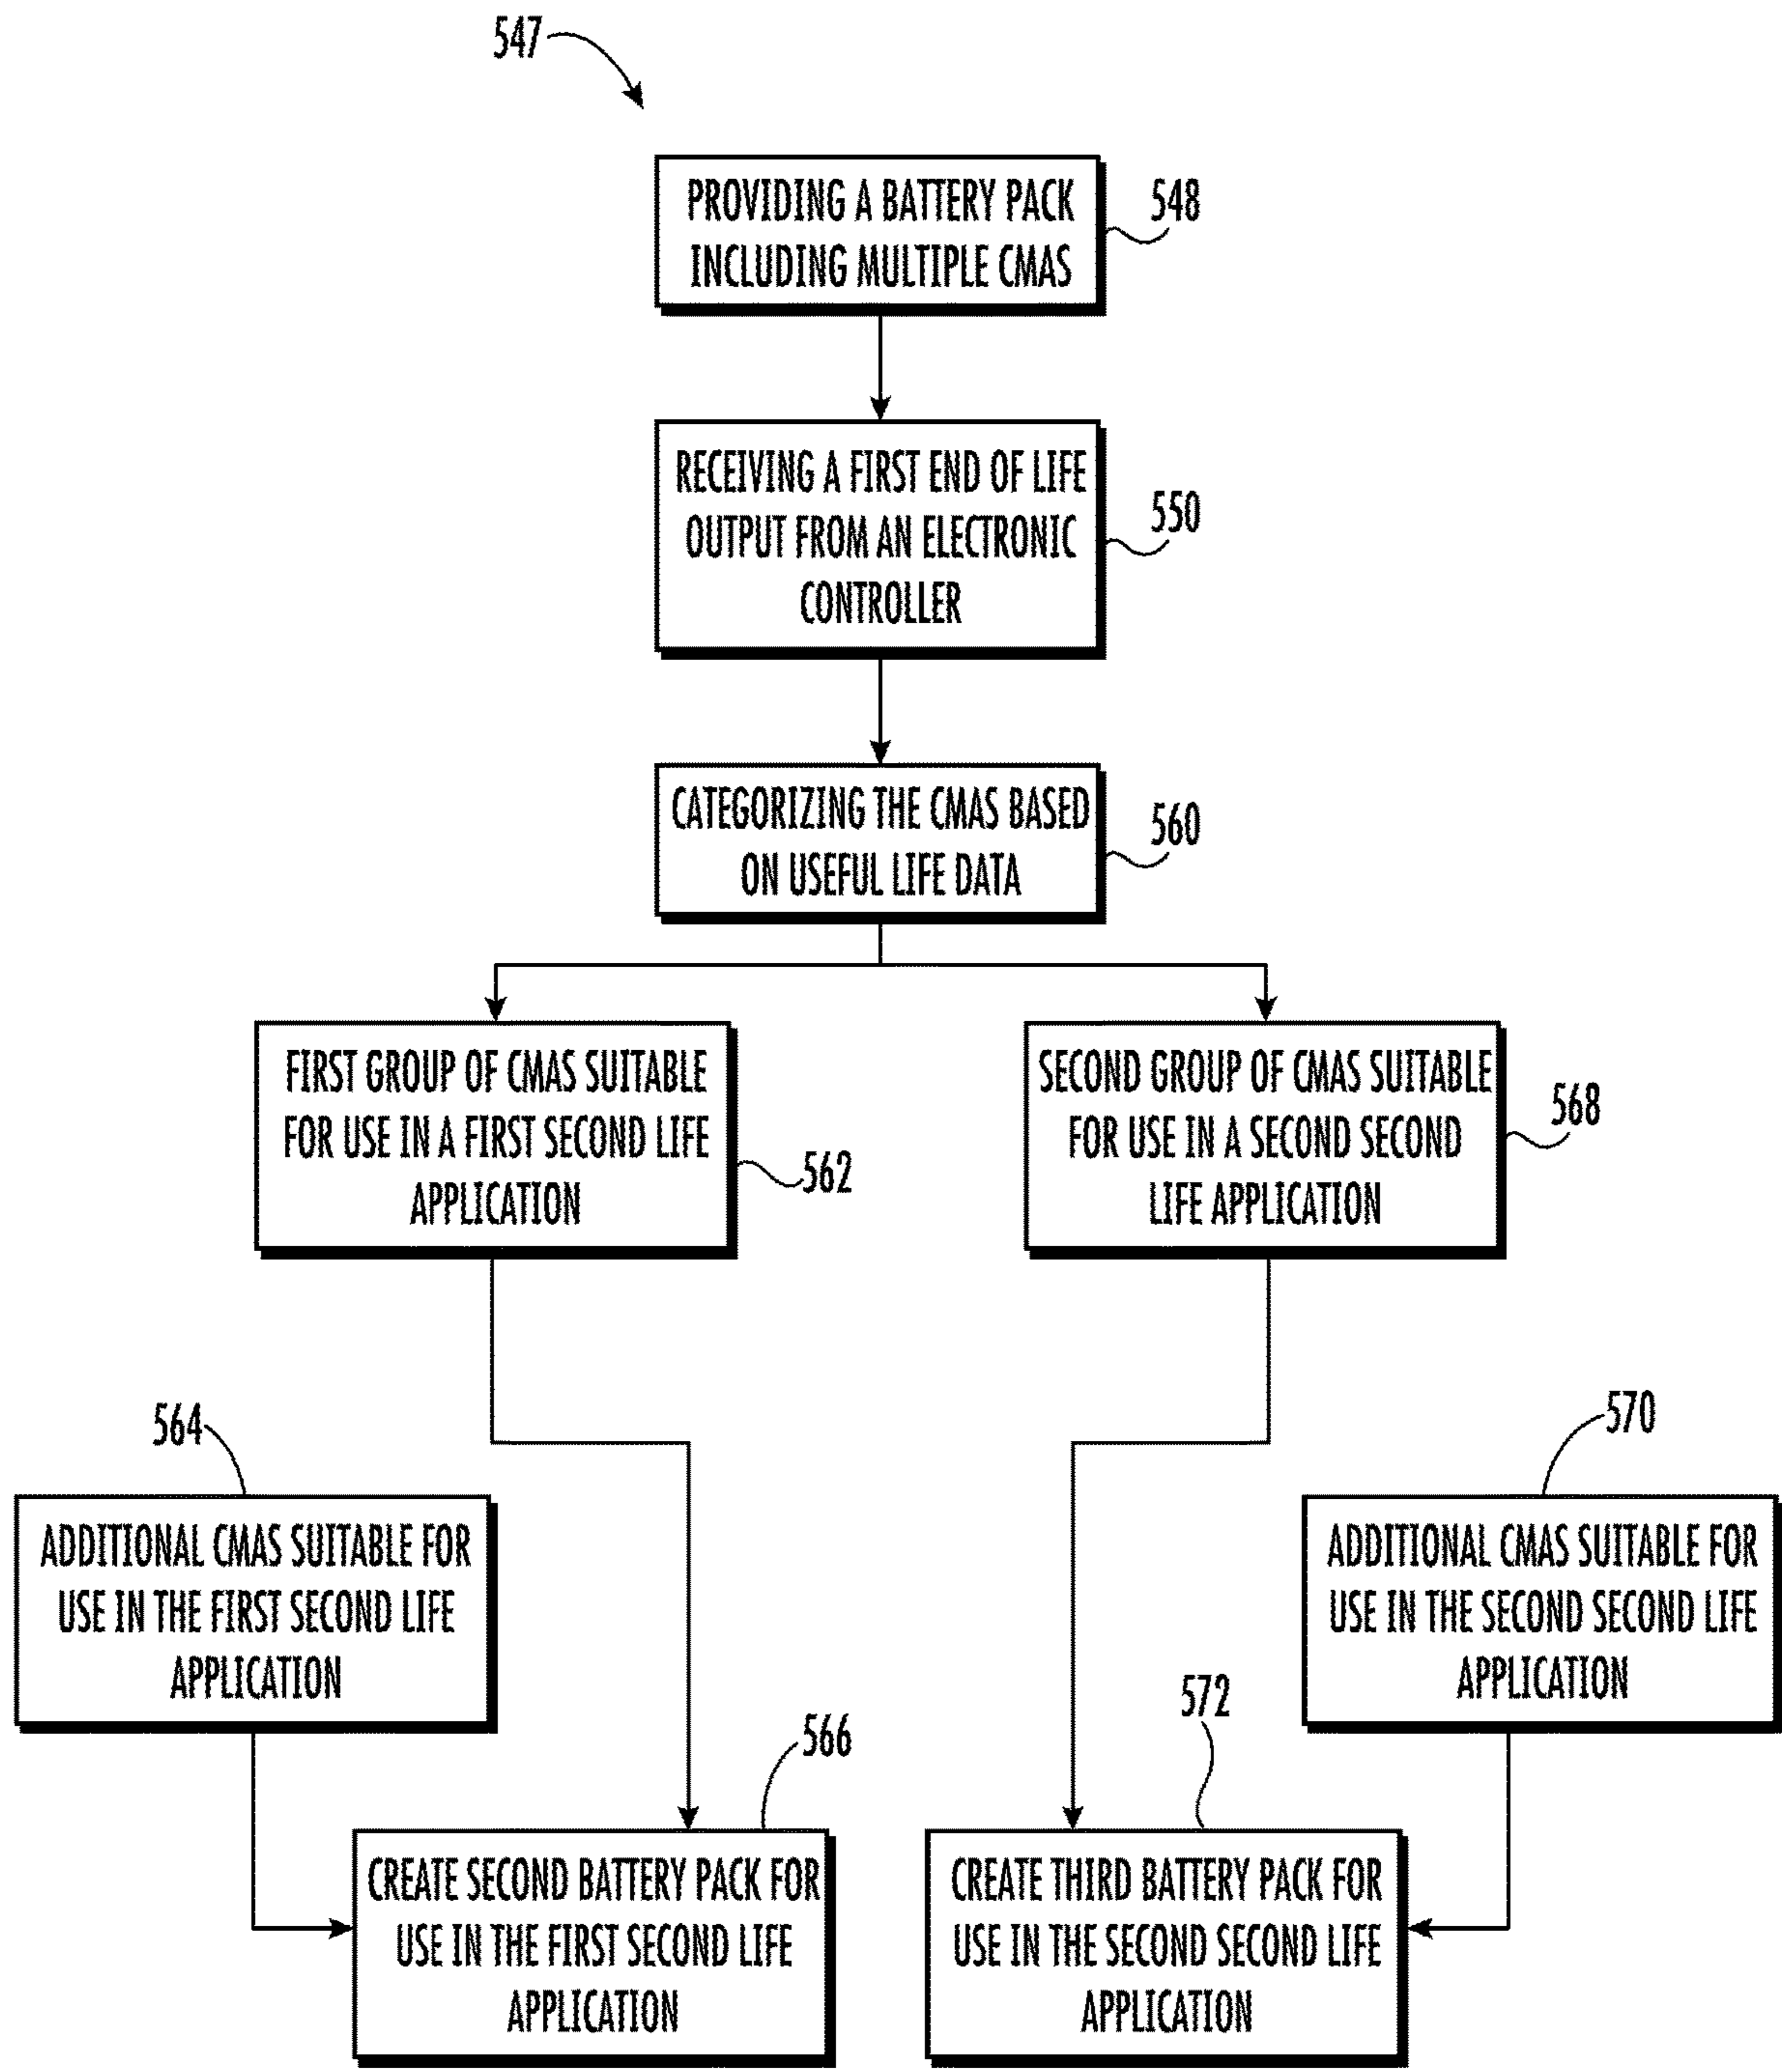 547
PROVIDING A BATTERY PACK
INCLUDING MULTIPLE CMAS
548
RECEIVING A FIRST END OF LIFE
OUTPUT FROM AN ELECTRONIC
CONTROLLER
550
CATEGORIZING THE CMAS BASED
ON USEFUL LIFE DATA
560
FIRST GROUP OF CMAS SUITABLE
FOR USE IN A FIRST SECOND LIFE
APPLICATION
562
SECOND GROUP OF CMAS SUITABLE
FOR USE IN A SECOND SECOND
LIFE APPLICATION
568
564
ADDITIONAL CMAS SUITABLE FOR
USE IN THE FIRST SECOND LIFE
APPLICATION
570
ADDITIONAL CMAS SUITABLE FOR
USE IN THE SECOND SECOND LIFE
APPLICATION
566
CREATE SECOND BATTERY PACK FOR
USE IN THE FIRST SECOND LIFE
APPLICATION
572
CREATE THIRD BATTERY PACK FOR
USE IN THE SECOND SECOND LIFE
APPLICATION